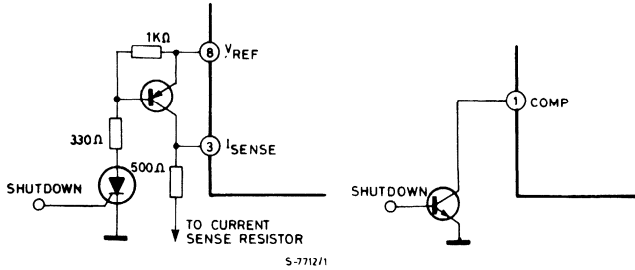 1KΩ
8 VREF
330Ω
3 ISENSE
500Ω
SHUTDOWN
TO CURRENT
SENSE RESISTOR
S-7712/1
1 COMP
SHUTDOWN